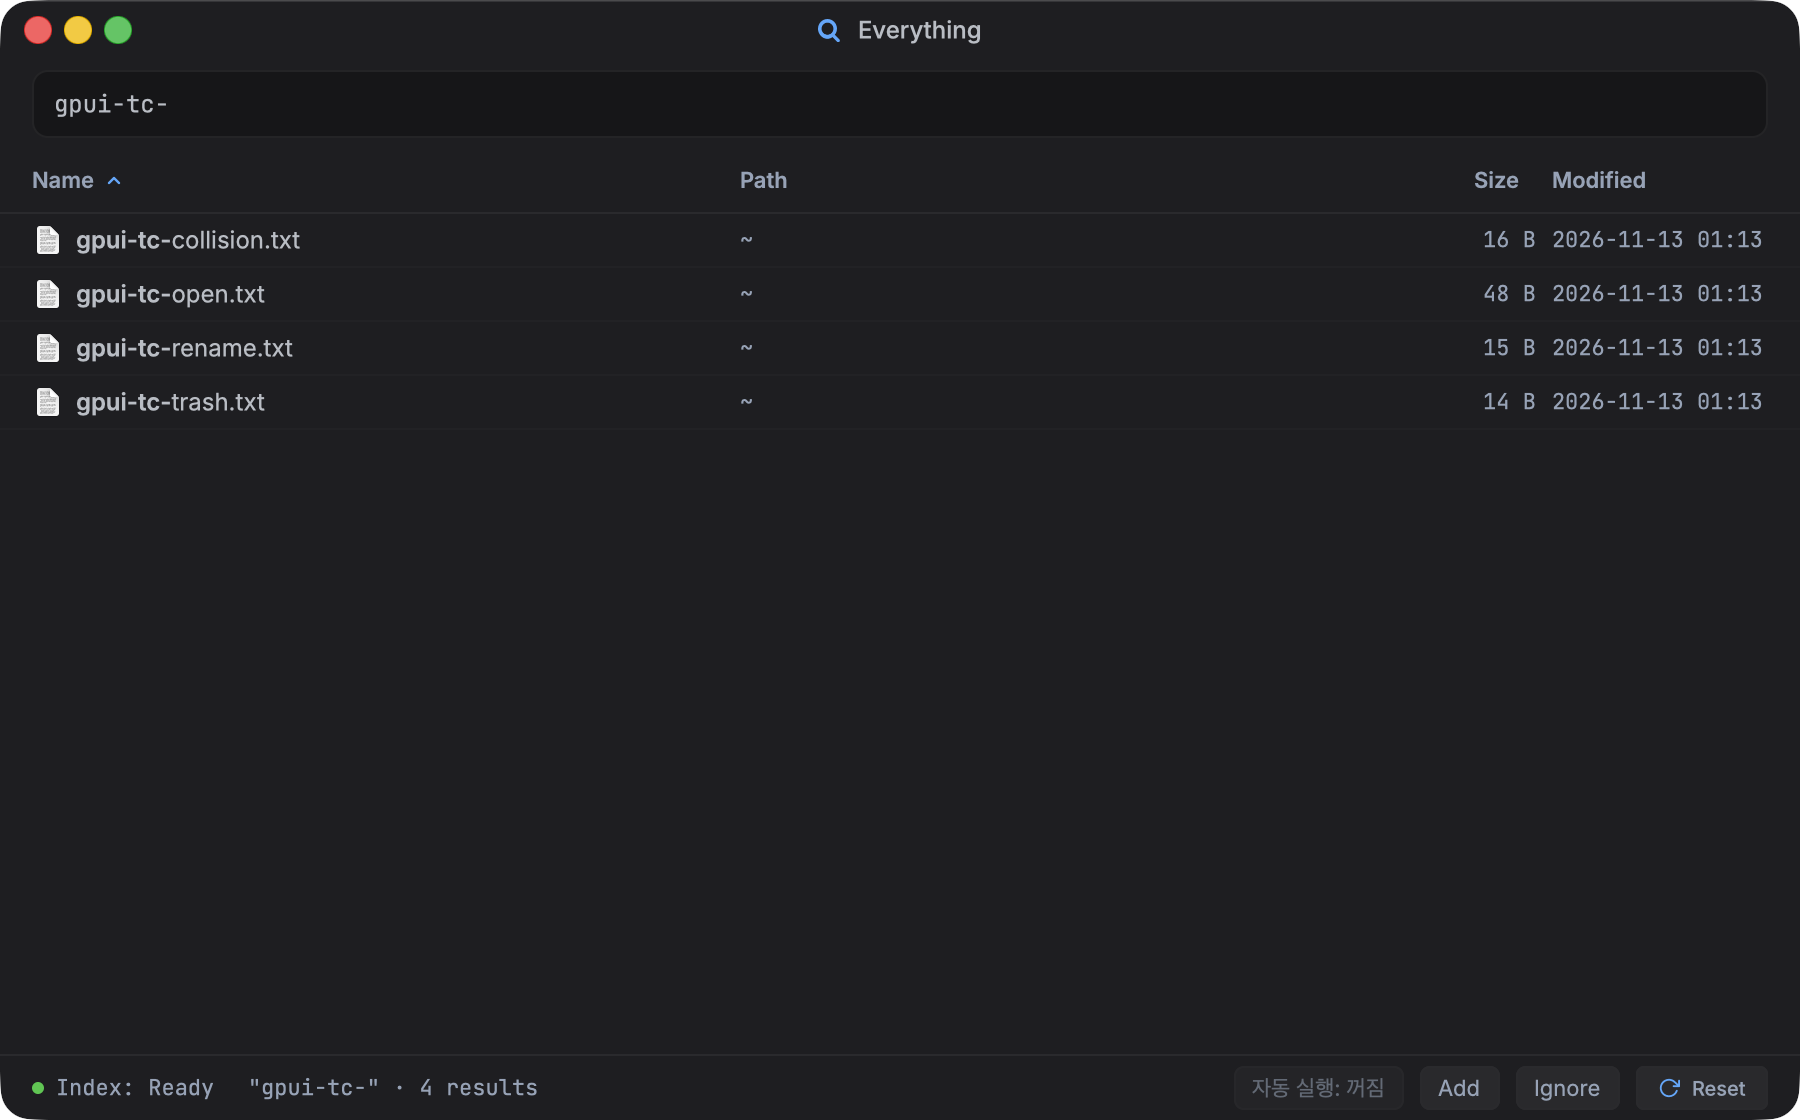 Everything
gpui-tc-
Name Path Size Modified
gpui-tc-collision.txt ~ 16 B 2026-11-13 01:13
gpui-tc-open.txt ~ 48 B 2026-11-13 01:13
gpui-tc-rename.txt ~ 15 B 2026-11-13 01:13
gpui-tc-trash.txt ~ 14 B 2026-11-13 01:13
Index: Ready "gpui-tc-" · 4 results 자동 실행: 꺼짐 Add Ignore Reset